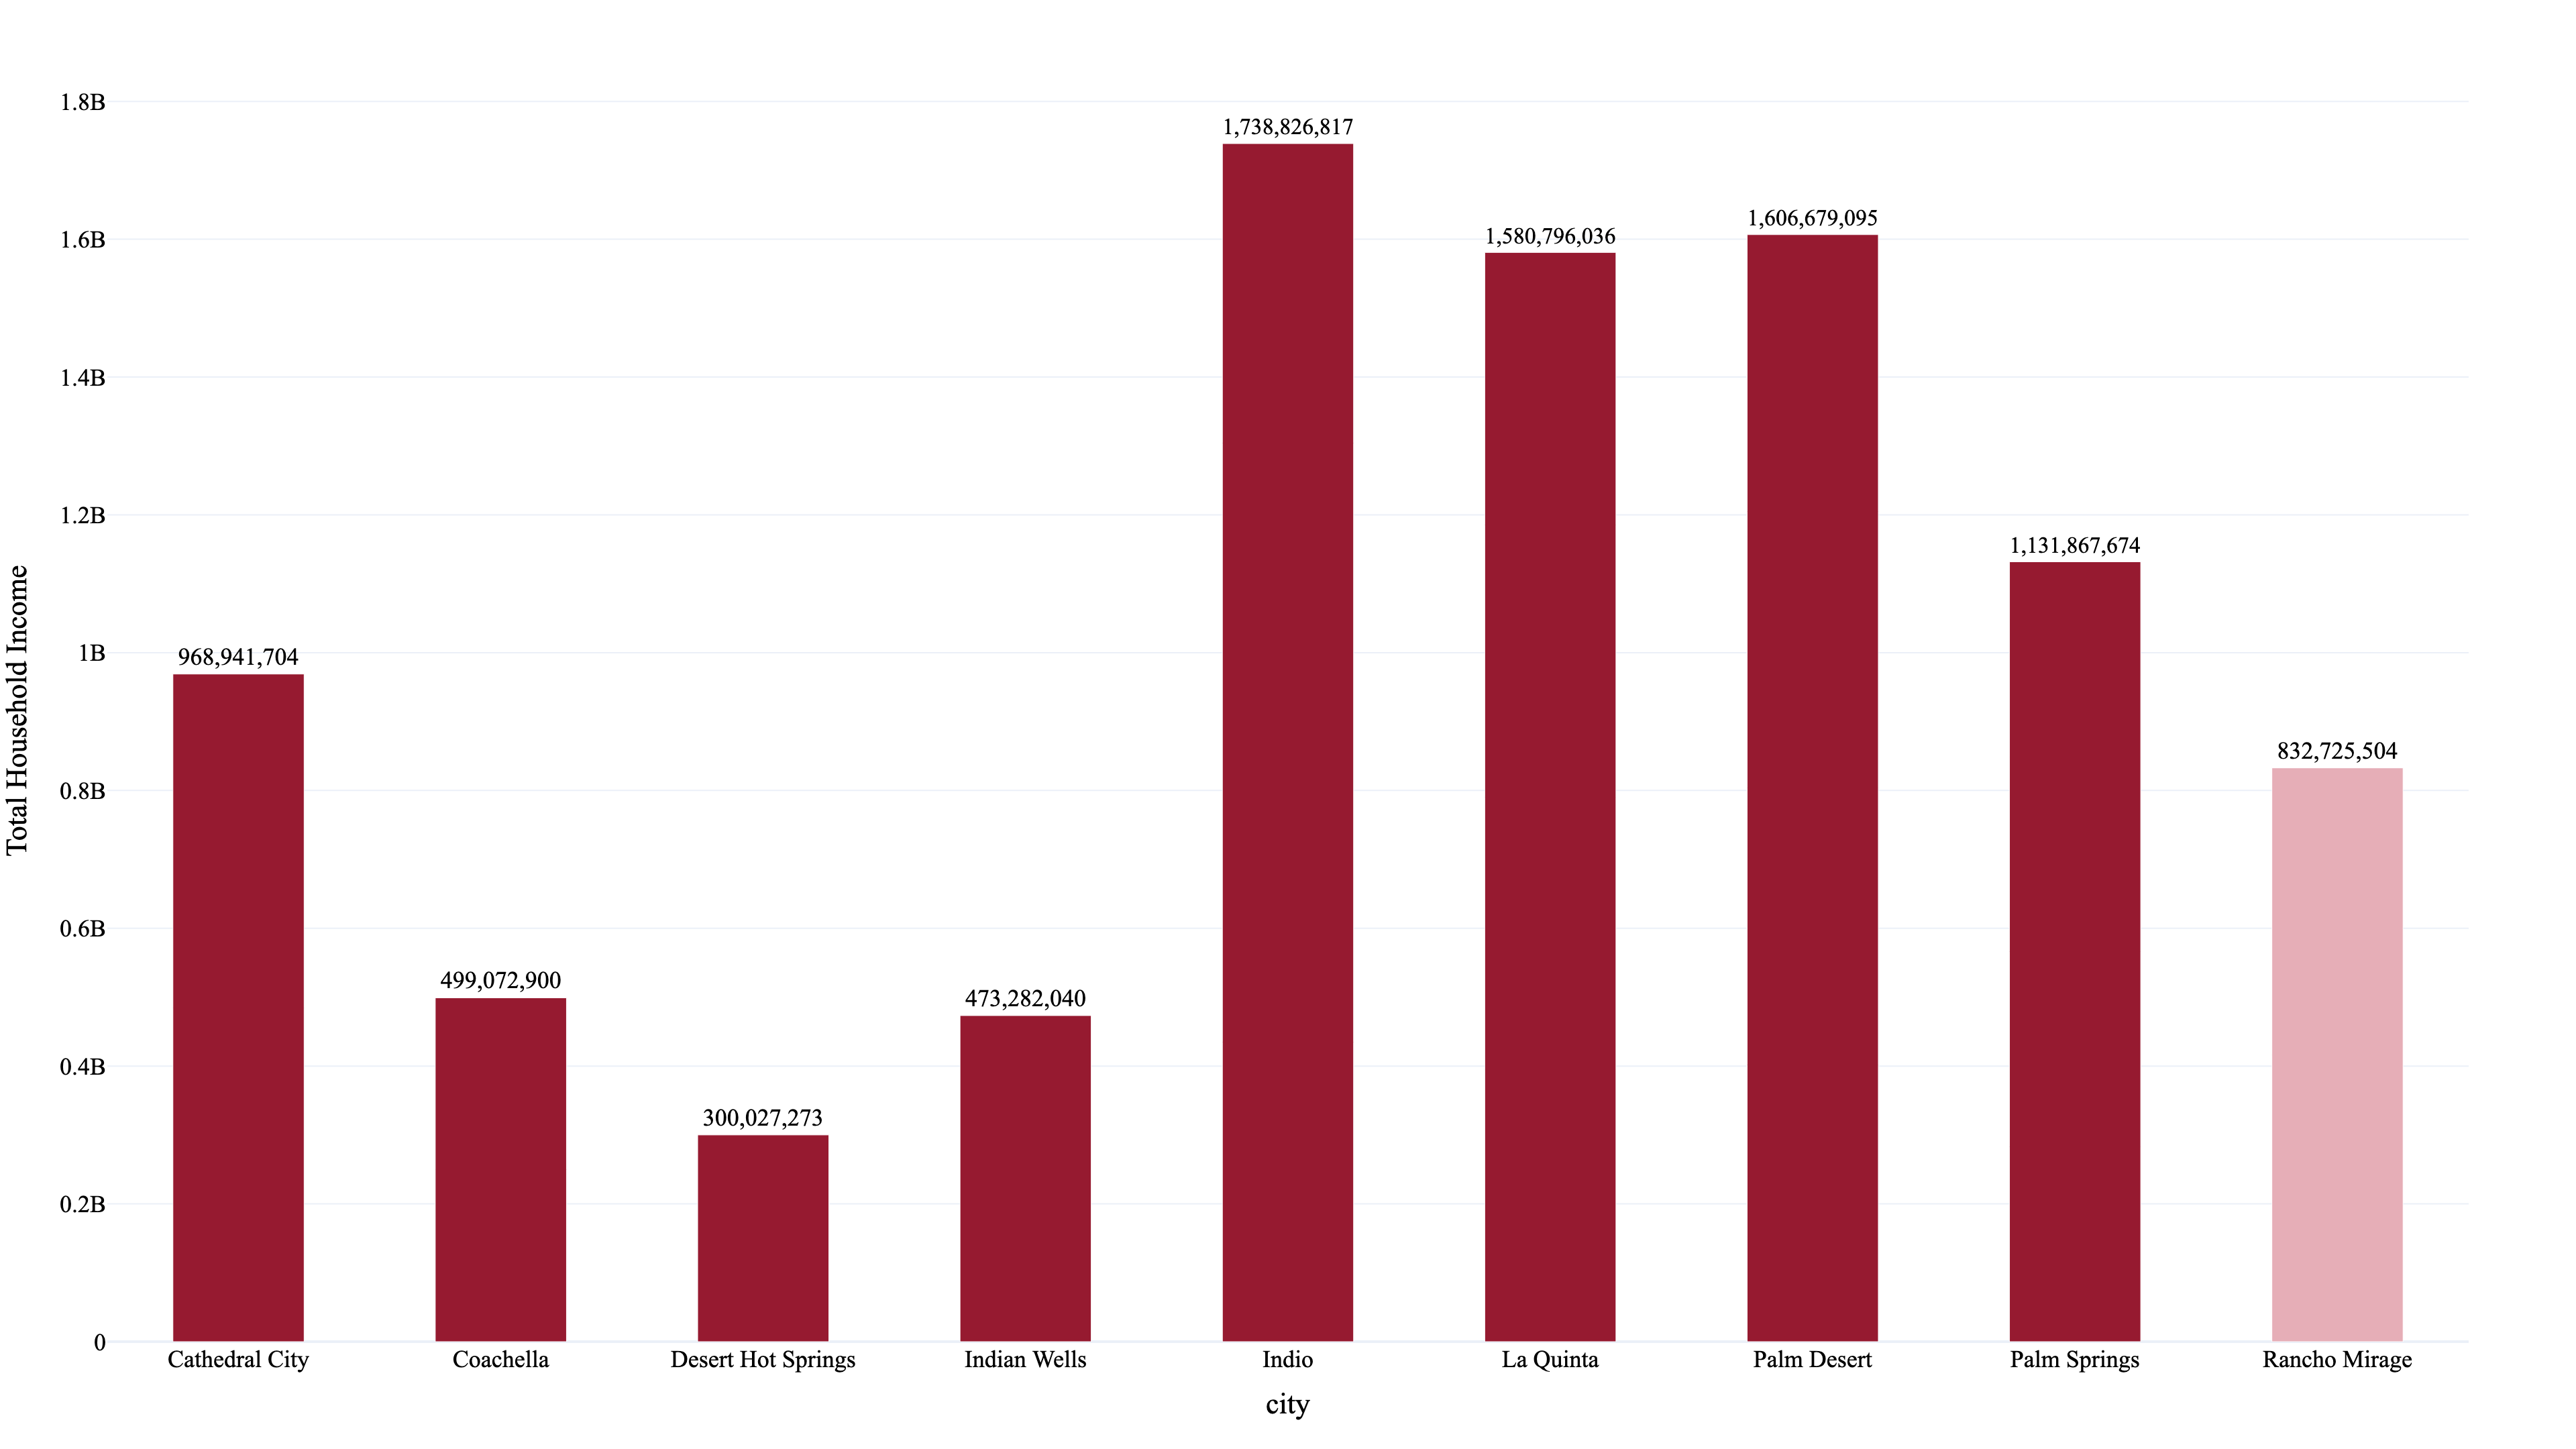 1.8B
1.6B
1.4B
1.2B
1B
0.8B
0.6B
0.4B
0.2B
0
Total Household Income
968,941,704
499,072,900
300,027,273
473,282,040
1,738,826,817
1,580,796,036
1,606,679,095
1,131,867,674
832,725,504
Cathedral City
Coachella
Desert Hot Springs
Indian Wells
Indio
La Quinta
Palm Desert
Palm Springs
Rancho Mirage
city